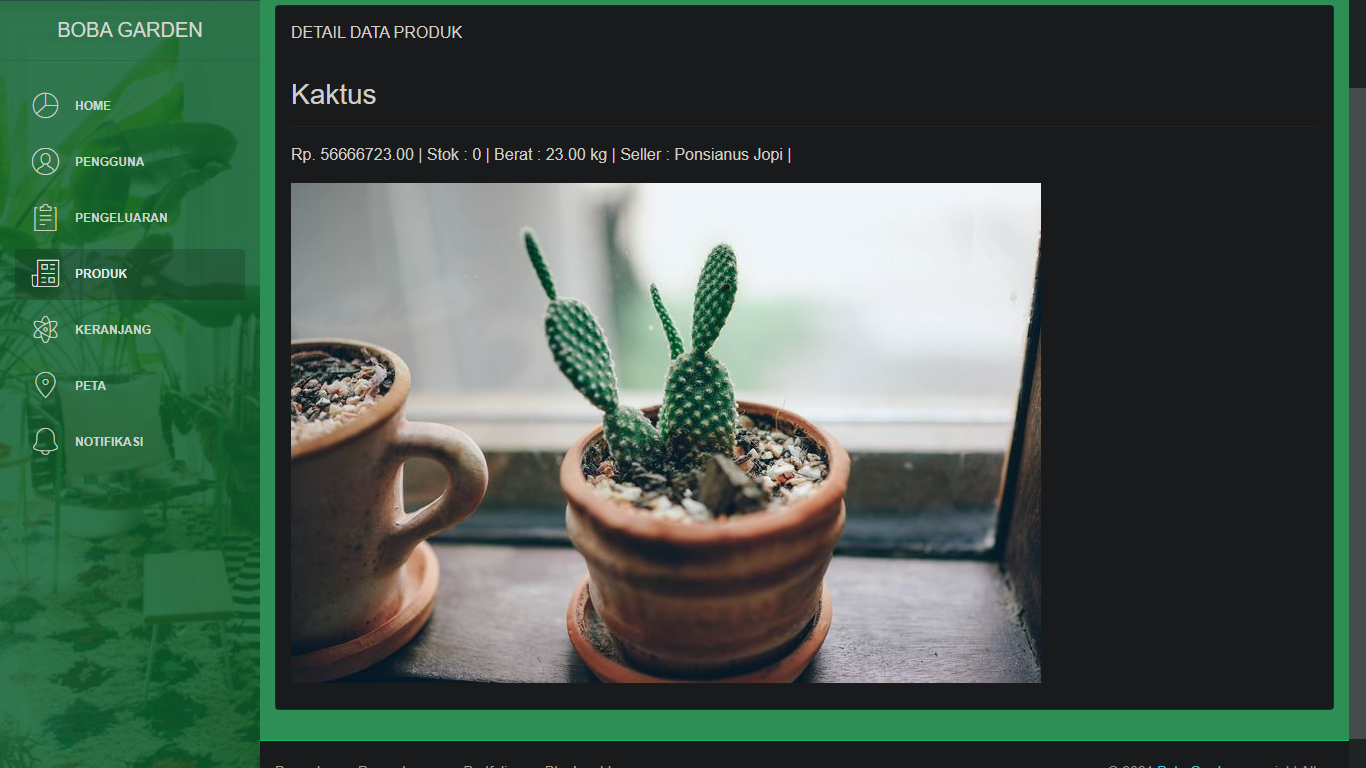 BOBA GARDEN
HOME
PENGGUNA
PENGELUARAN
PRODUK
KERANJANG
PETA
NOTIFIKASI
DETAIL DATA PRODUK
Kaktus
Rp. 56666723.00 | Stok : 0 | Berat : 23.00 kg | Seller : Ponsianus Jopi |